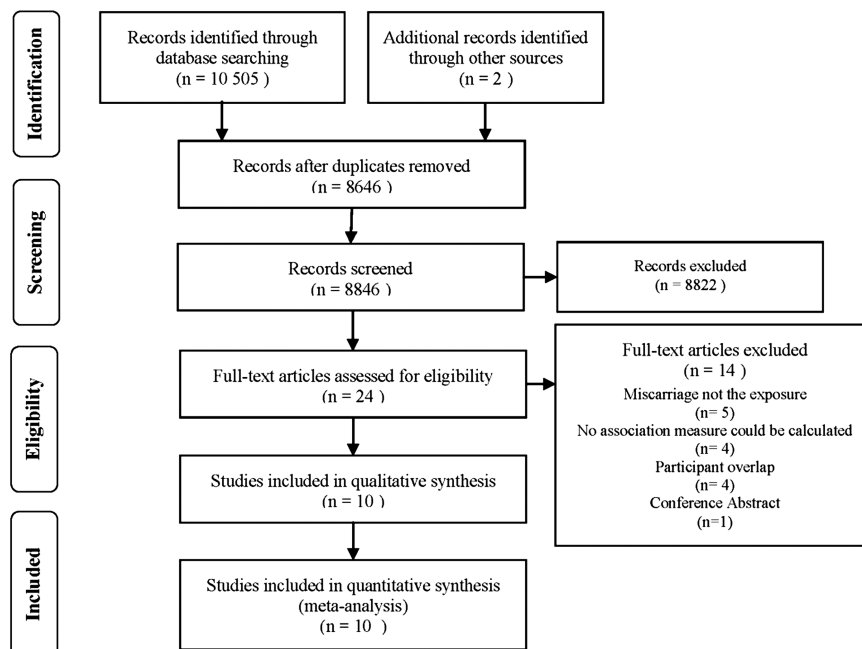 Identification
Records identified through
database searching
(n = 10 505 )
Additional records identified
through other sources
(n = 2 )
Records after duplicates removed
(n = 8646 )
Screening
Records screened
(n = 8846 )
Records excluded
(n = 8822 )
Eligibility
Full-text articles assessed for eligibility
(n = 24 )
Full-text articles excluded
(n = 14 )
Miscarriage not the exposure
(n= 5)
No association measure could be calculated
(n= 4)
Participant overlap
(n= 4)
Conference Abstract
(n=1)
Studies included in qualitative synthesis
(n = 10 )
Included
Studies included in quantitative synthesis
(meta-analysis)
(n = 10 )